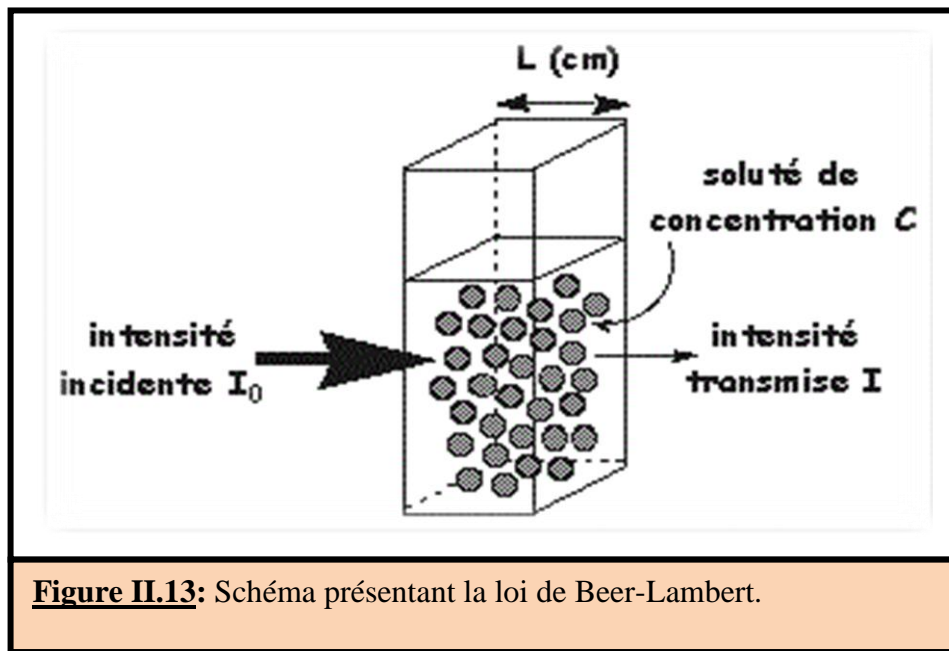 L (cm)
soluté de
concentration C
intensité
incidente I₀
intensité
transmise I
Figure II.13: Schéma présentant la loi de Beer-Lambert.